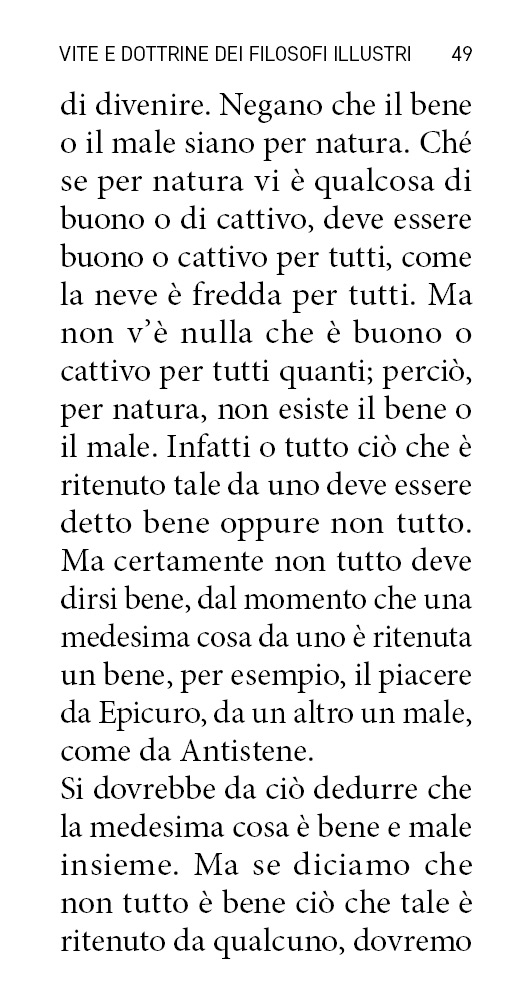 VITE E DOTTRINE DEI FILOSOFI ILLUSTRI 49
di divenire. Negano che il bene
o il male siano per natura. Ché
se per natura vi è qualcosa di
buono o di cattivo, deve essere
buono o cattivo per tutti, come
la neve è fredda per tutti. Ma
non v’è nulla che è buono o
cattivo per tutti quanti; perciò,
per natura, non esiste il bene o
il male. Infatti o tutto ciò che è
ritenuto tale da uno deve essere
detto bene oppure non tutto.
Ma certamente non tutto deve
dirsi bene, dal momento che una
medesima cosa da uno è ritenuta
un bene, per esempio, il piacere
da Epicuro, da un altro un male,
come da Antistene.
Si dovrebbe da ciò dedurre che
la medesima cosa è bene e male
insieme. Ma se diciamo che
non tutto è bene ciò che tale è
ritenuto da qualcuno, dovremo